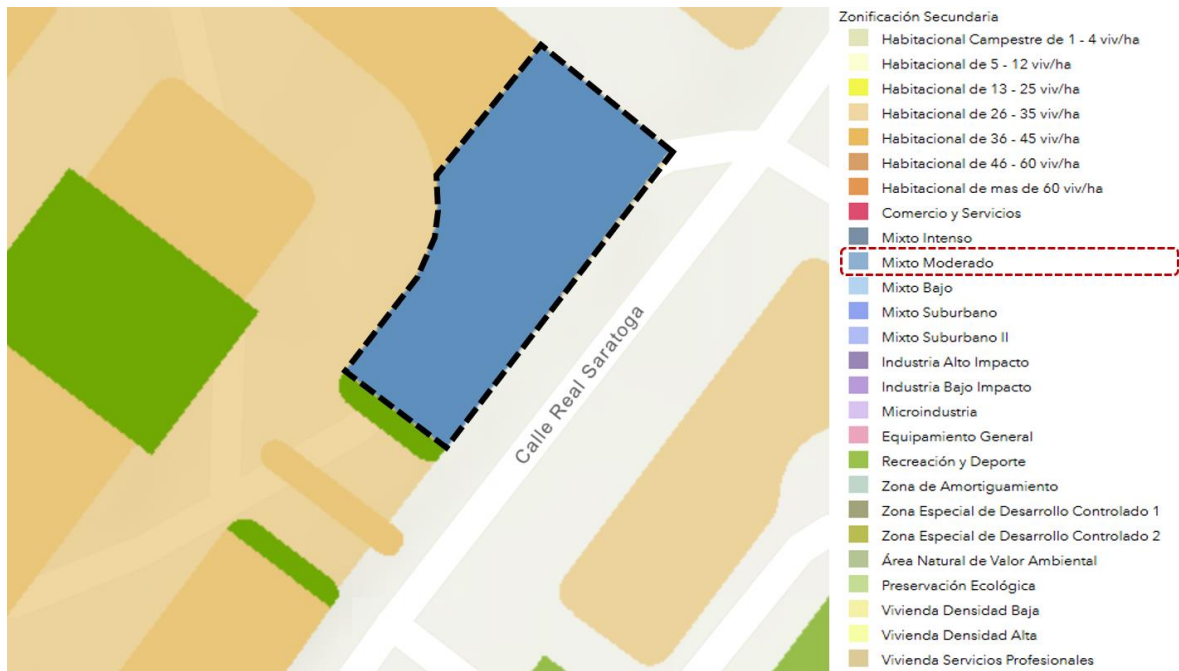 Calle Real Saratoga
Zonificación Secundaria
Habitacional Campestre de 1 - 4 viv/ha
Habitacional de 5 - 12 viv/ha
Habitacional de 13 - 25 viv/ha
Habitacional de 26 - 35 viv/ha
Habitacional de 36 - 45 viv/ha
Habitacional de 46 - 60 viv/ha
Habitacional de mas de 60 viv/ha
Comercio y Servicios
Mixto Intenso
Mixto Moderado
Mixto Bajo
Mixto Suburbano
Mixto Suburbano II
Industria Alto Impacto
Industria Bajo Impacto
Microindustria
Equipamiento General
Recreación y Deporte
Zona de Amortiguamiento
Zona Especial de Desarrollo Controlado 1
Zona Especial de Desarrollo Controlado 2
Área Natural de Valor Ambiental
Preservación Ecológica
Vivienda Densidad Baja
Vivienda Densidad Alta
Vivienda Servicios Profesionales